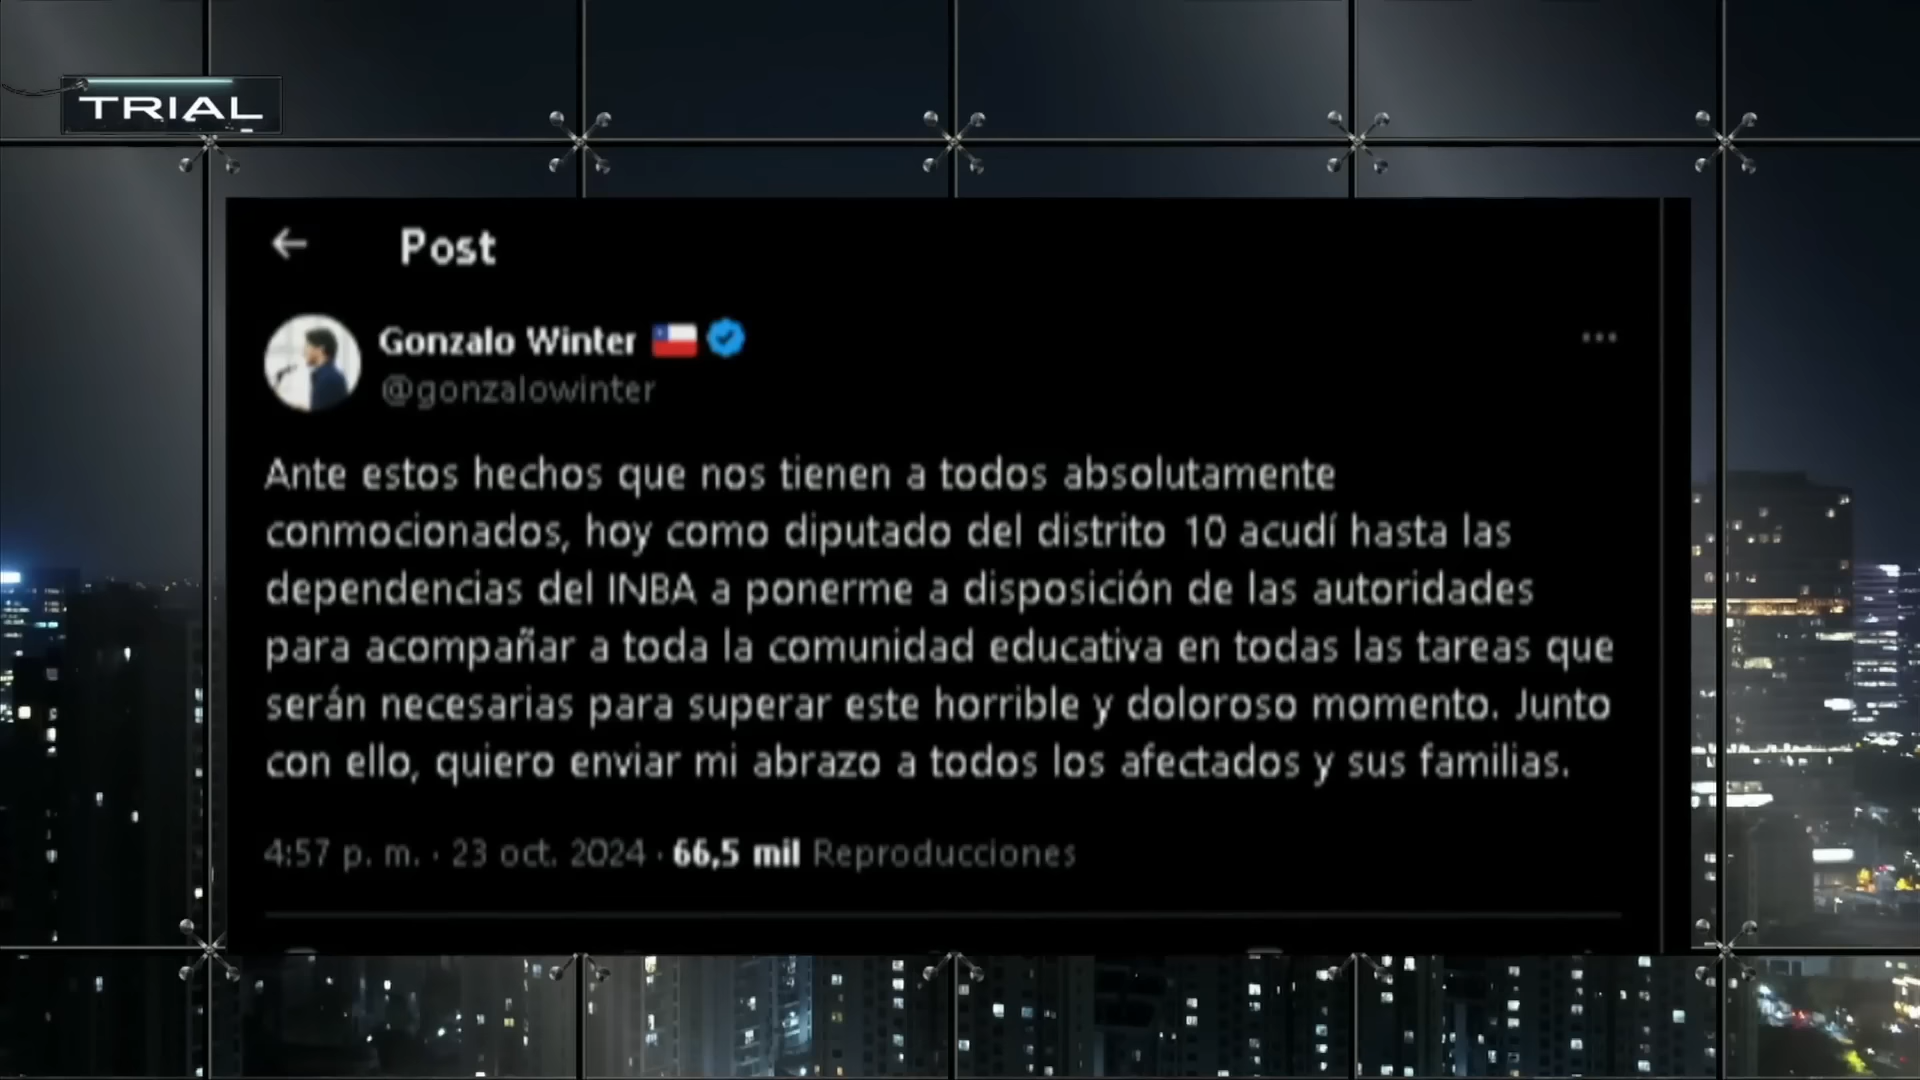 TRIAL
Post
Gonzalo Winter
@gonzalowinter
Ante estos hechos que nos tienen a todos absolutamente
conmocionados, hoy como diputado del distrito 10 acudí hasta las
dependencias del INBA a ponerme a disposición de las autoridades
para acompañar a toda la comunidad educativa en todas las tareas que
serán necesarias para superar este horrible y doloroso momento. Junto
con ello, quiero enviar mi abrazo a todos los afectados y sus familias.
4:57 p. m. · 23 oct. 2024 · 66,5 mil Reproducciones